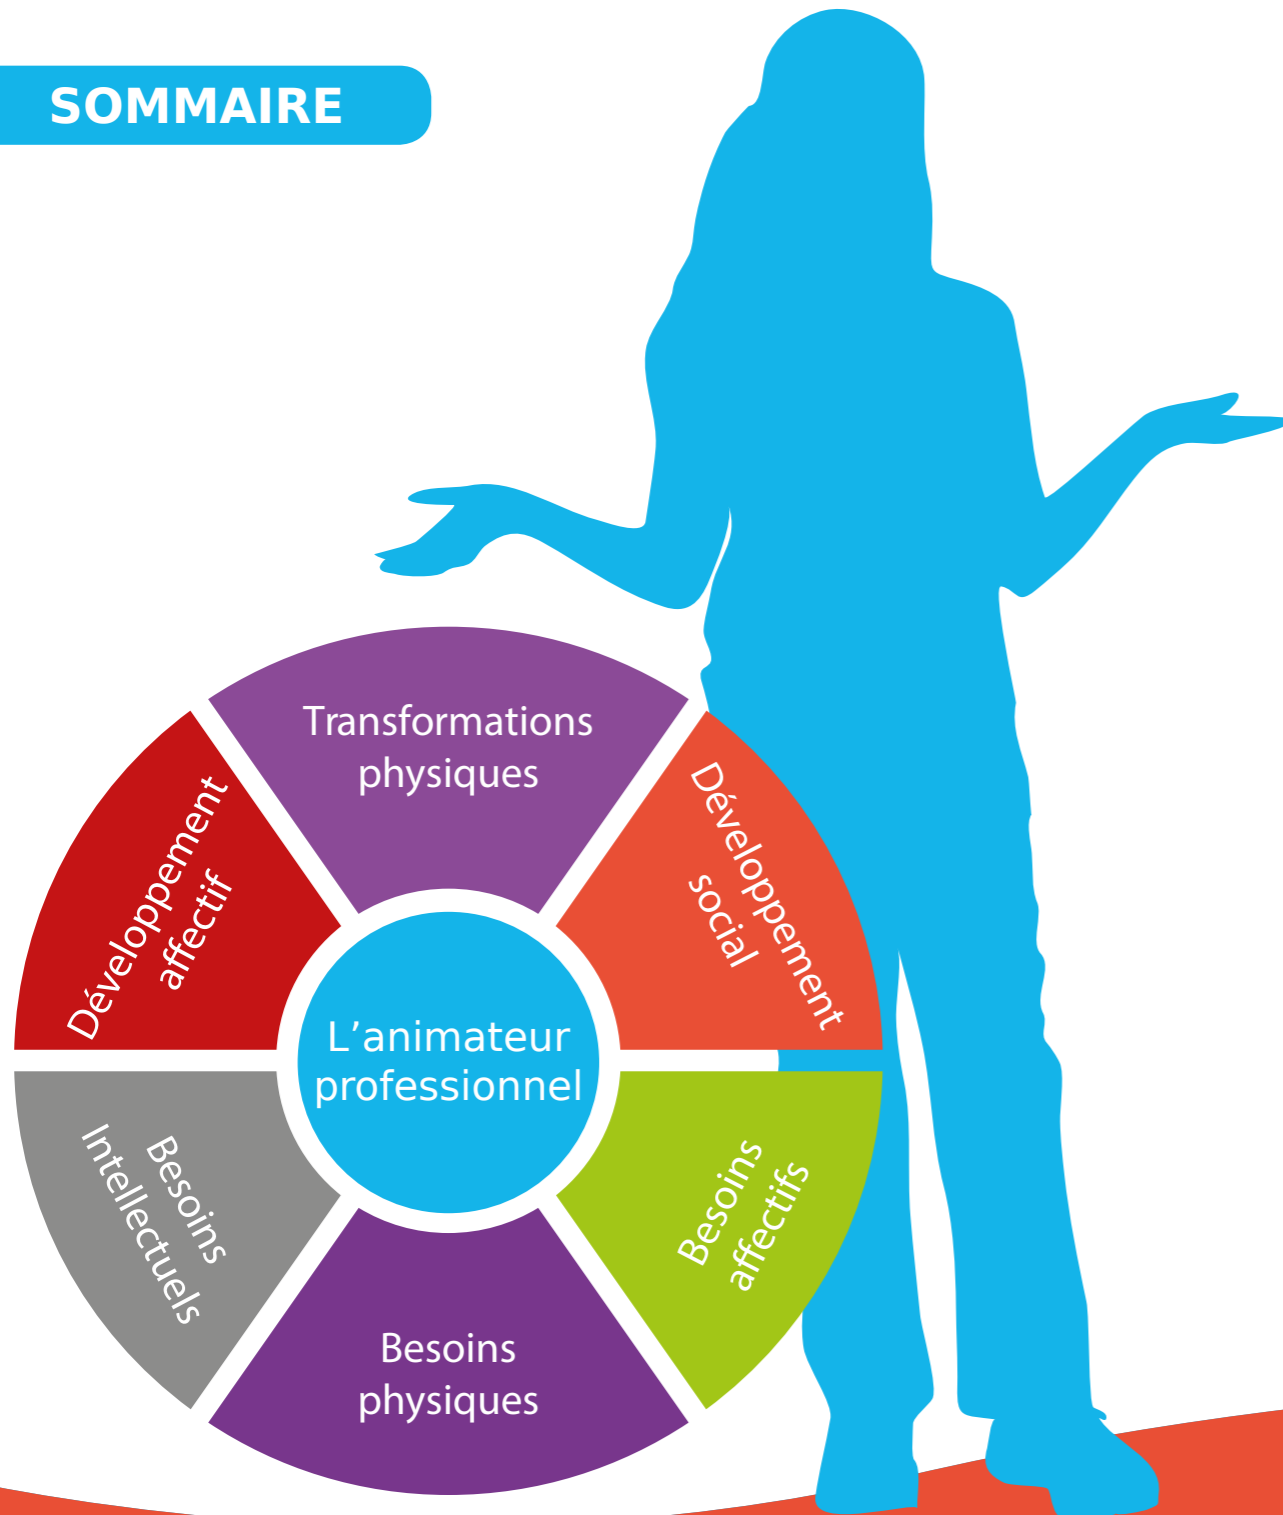 SOMMAIRE
Transformations
physiques
Développement
social
Développement
affectif
L’animateur
professionnel
Besoins
Intellectuels
Besoins
affectifs
Besoins
physiques